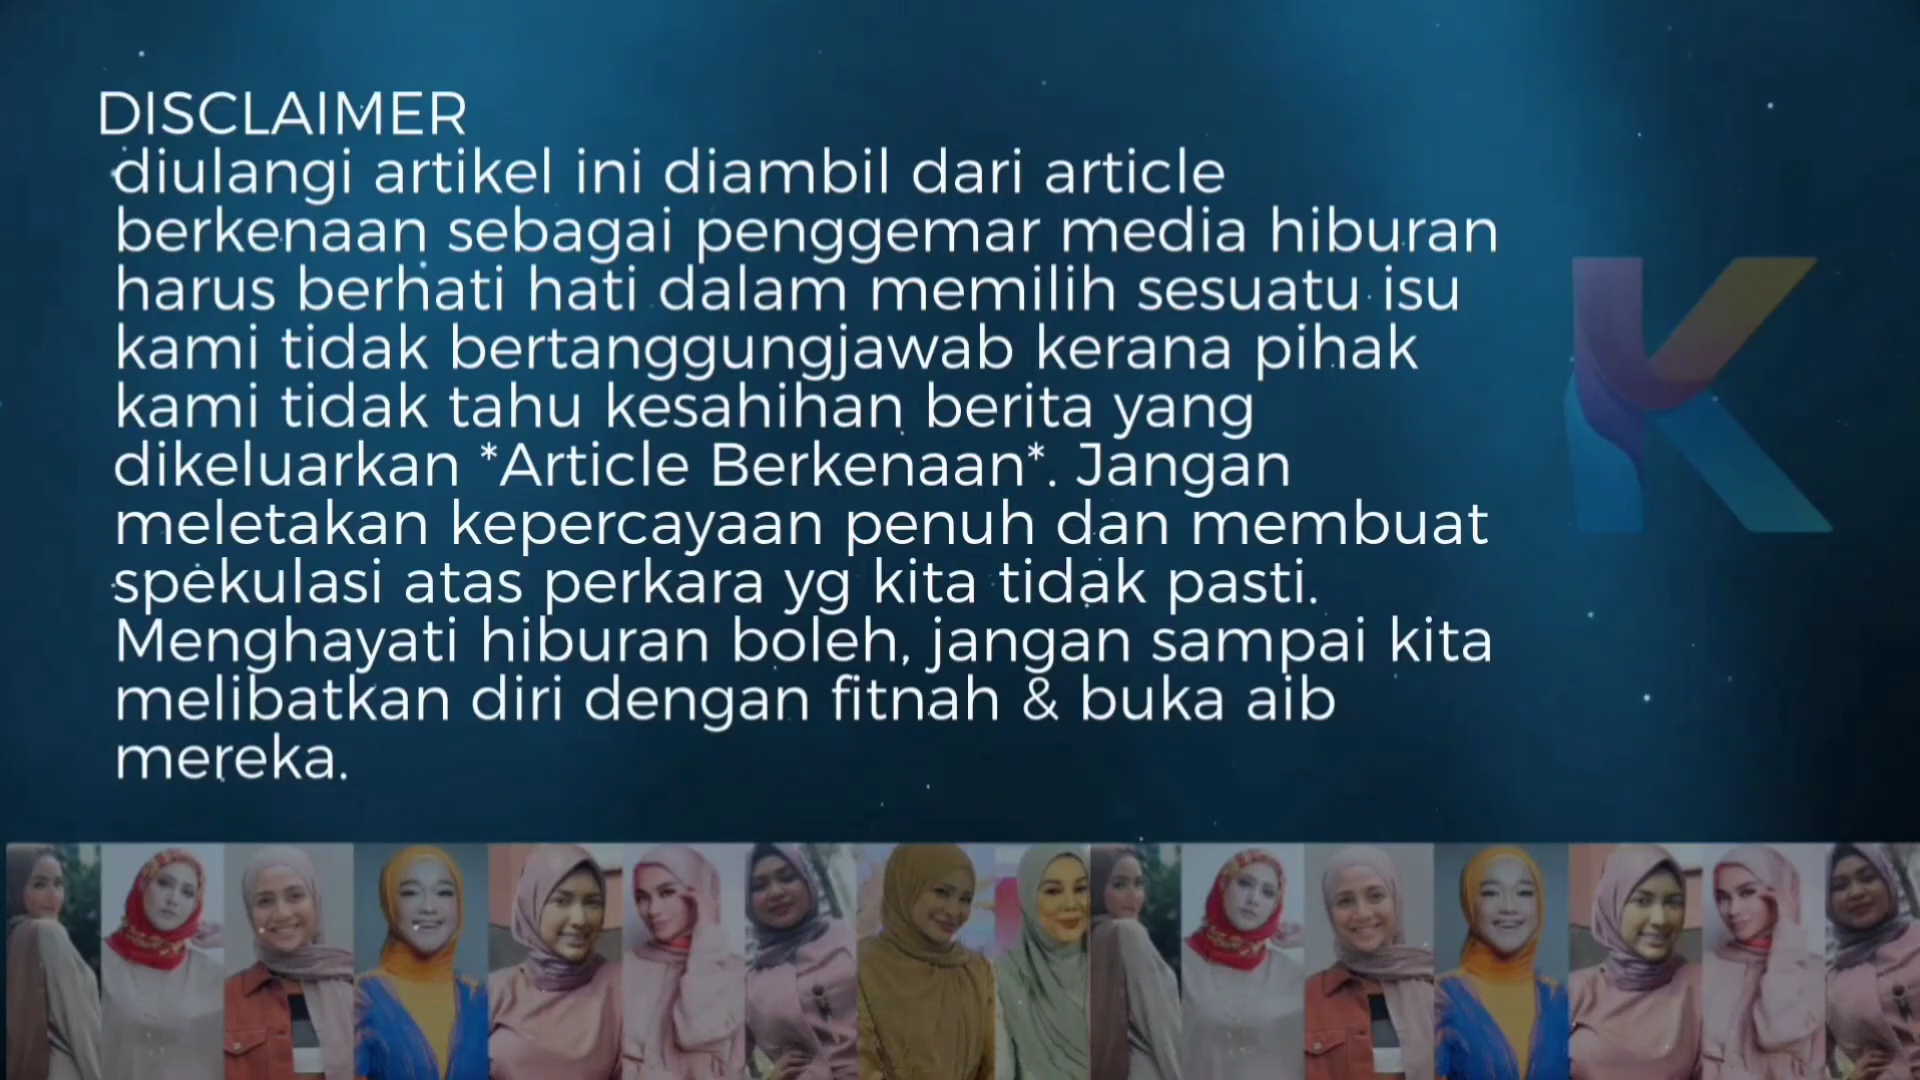 DISCLAIMER
diulangi artikel ini diambil dari article
berkenaan sebagai penggemar media hiburan
harus berhati hati dalam memilih sesuatu isu
kami tidak bertanggungjawab kerana pihak
kami tidak tahu kesahihan berita yang
dikeluarkan *Article Berkenaan*. Jangan
meletakan kepercayaan penuh dan membuat
spekulasi atas perkara yg kita tidak pasti.
Menghayati hiburan boleh, jangan sampai kita
melibatkan diri dengan fitnah & buka aib
mereka.
K